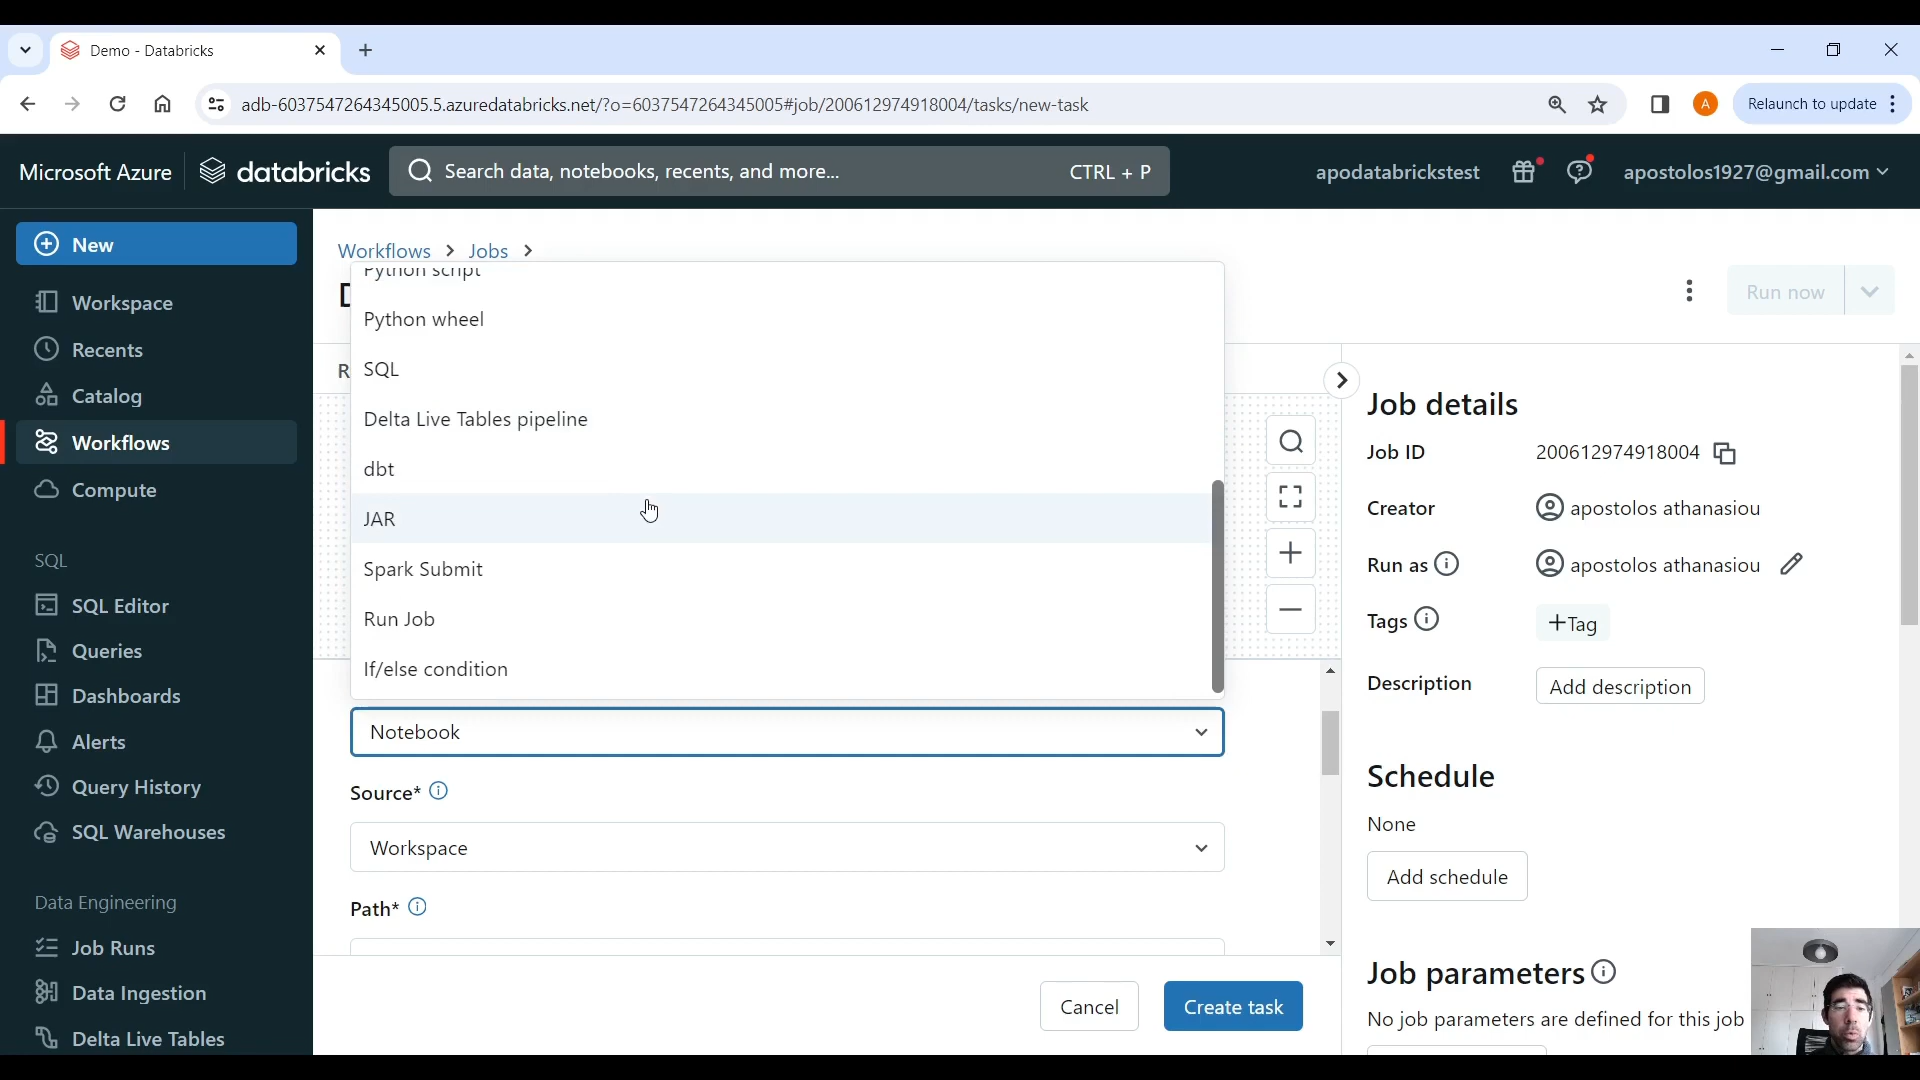 Demo - Databricks
adb-6037547264345005.5.azuredatabricks.net/?o=6037547264345005#job/200612974918004/tasks/new-task
A
Relaunch to update
Microsoft Azure
databricks
Search data, notebooks, recents, and more...
CTRL + P
apodatabrickstest
apostolos1927@gmail.com
New
Workspace
Recents
Catalog
Workflows
Compute
SQL
SQL Editor
Queries
Dashboards
Alerts
Query History
SQL Warehouses
Data Engineering
Job Runs
Data Ingestion
Delta Live Tables
Workflows > Jobs >
Run now
Python script
Python wheel
SQL
Delta Live Tables pipeline
dbt
JAR
Spark Submit
Run Job
If/else condition
Notebook
Source*
Workspace
Path*
Cancel
Create task
Job details
Job ID 200612974918004
Creator apostolos athanasiou
Run as apostolos athanasiou
Tags +Tag
Description Add description
Schedule
None
Add schedule
Job parameters
No job parameters are defined for this job